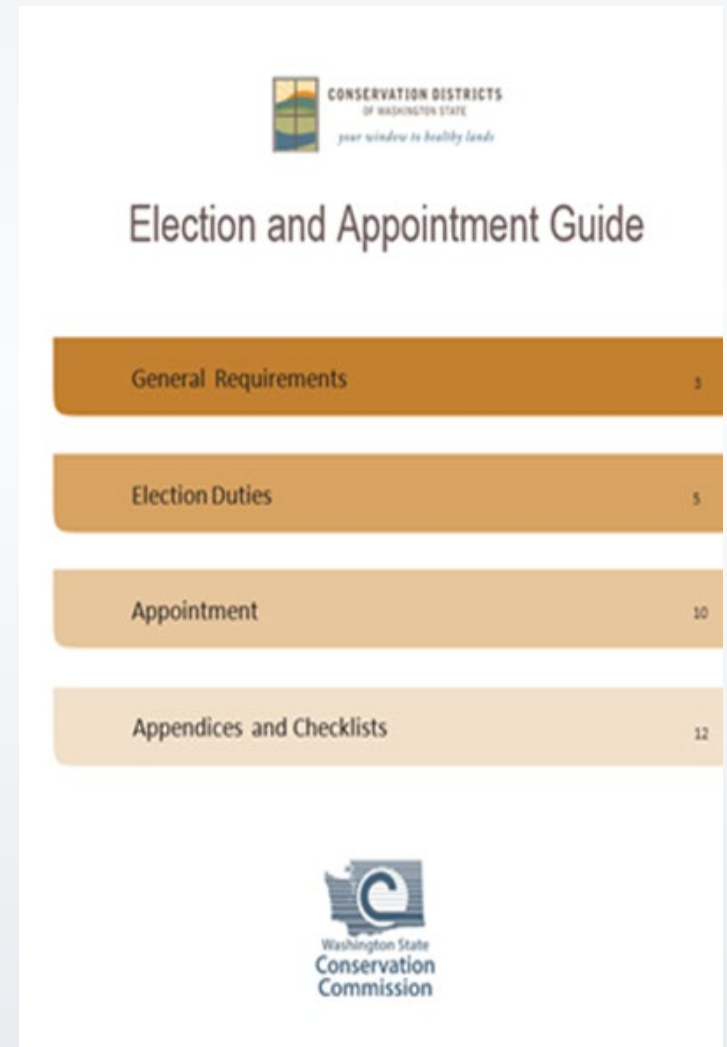 CONSERVATION DISTRICTS
OF WASHINGTON STATE
your window to healthy lands
Election and Appointment Guide
General Requirements 3
Election Duties 5
Appointment 10
Appendices and Checklists 12
Washington State
Conservation
Commission